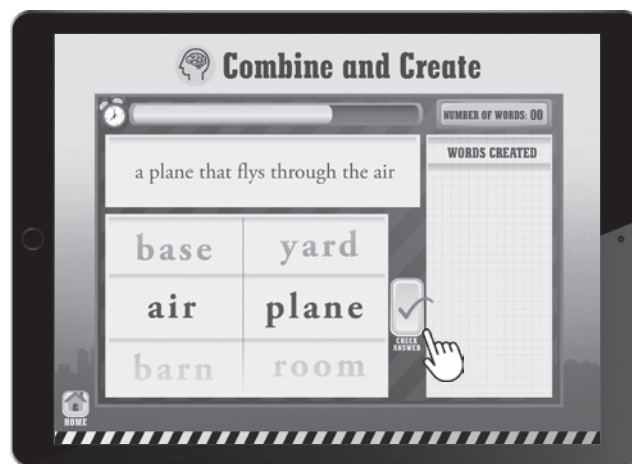 Combine and Create
NUMBER OF WORDS: 00
a plane that flys through the air
WORDS CREATED
base yard
air plane
barn room
CHECK
ANSWER
HOME